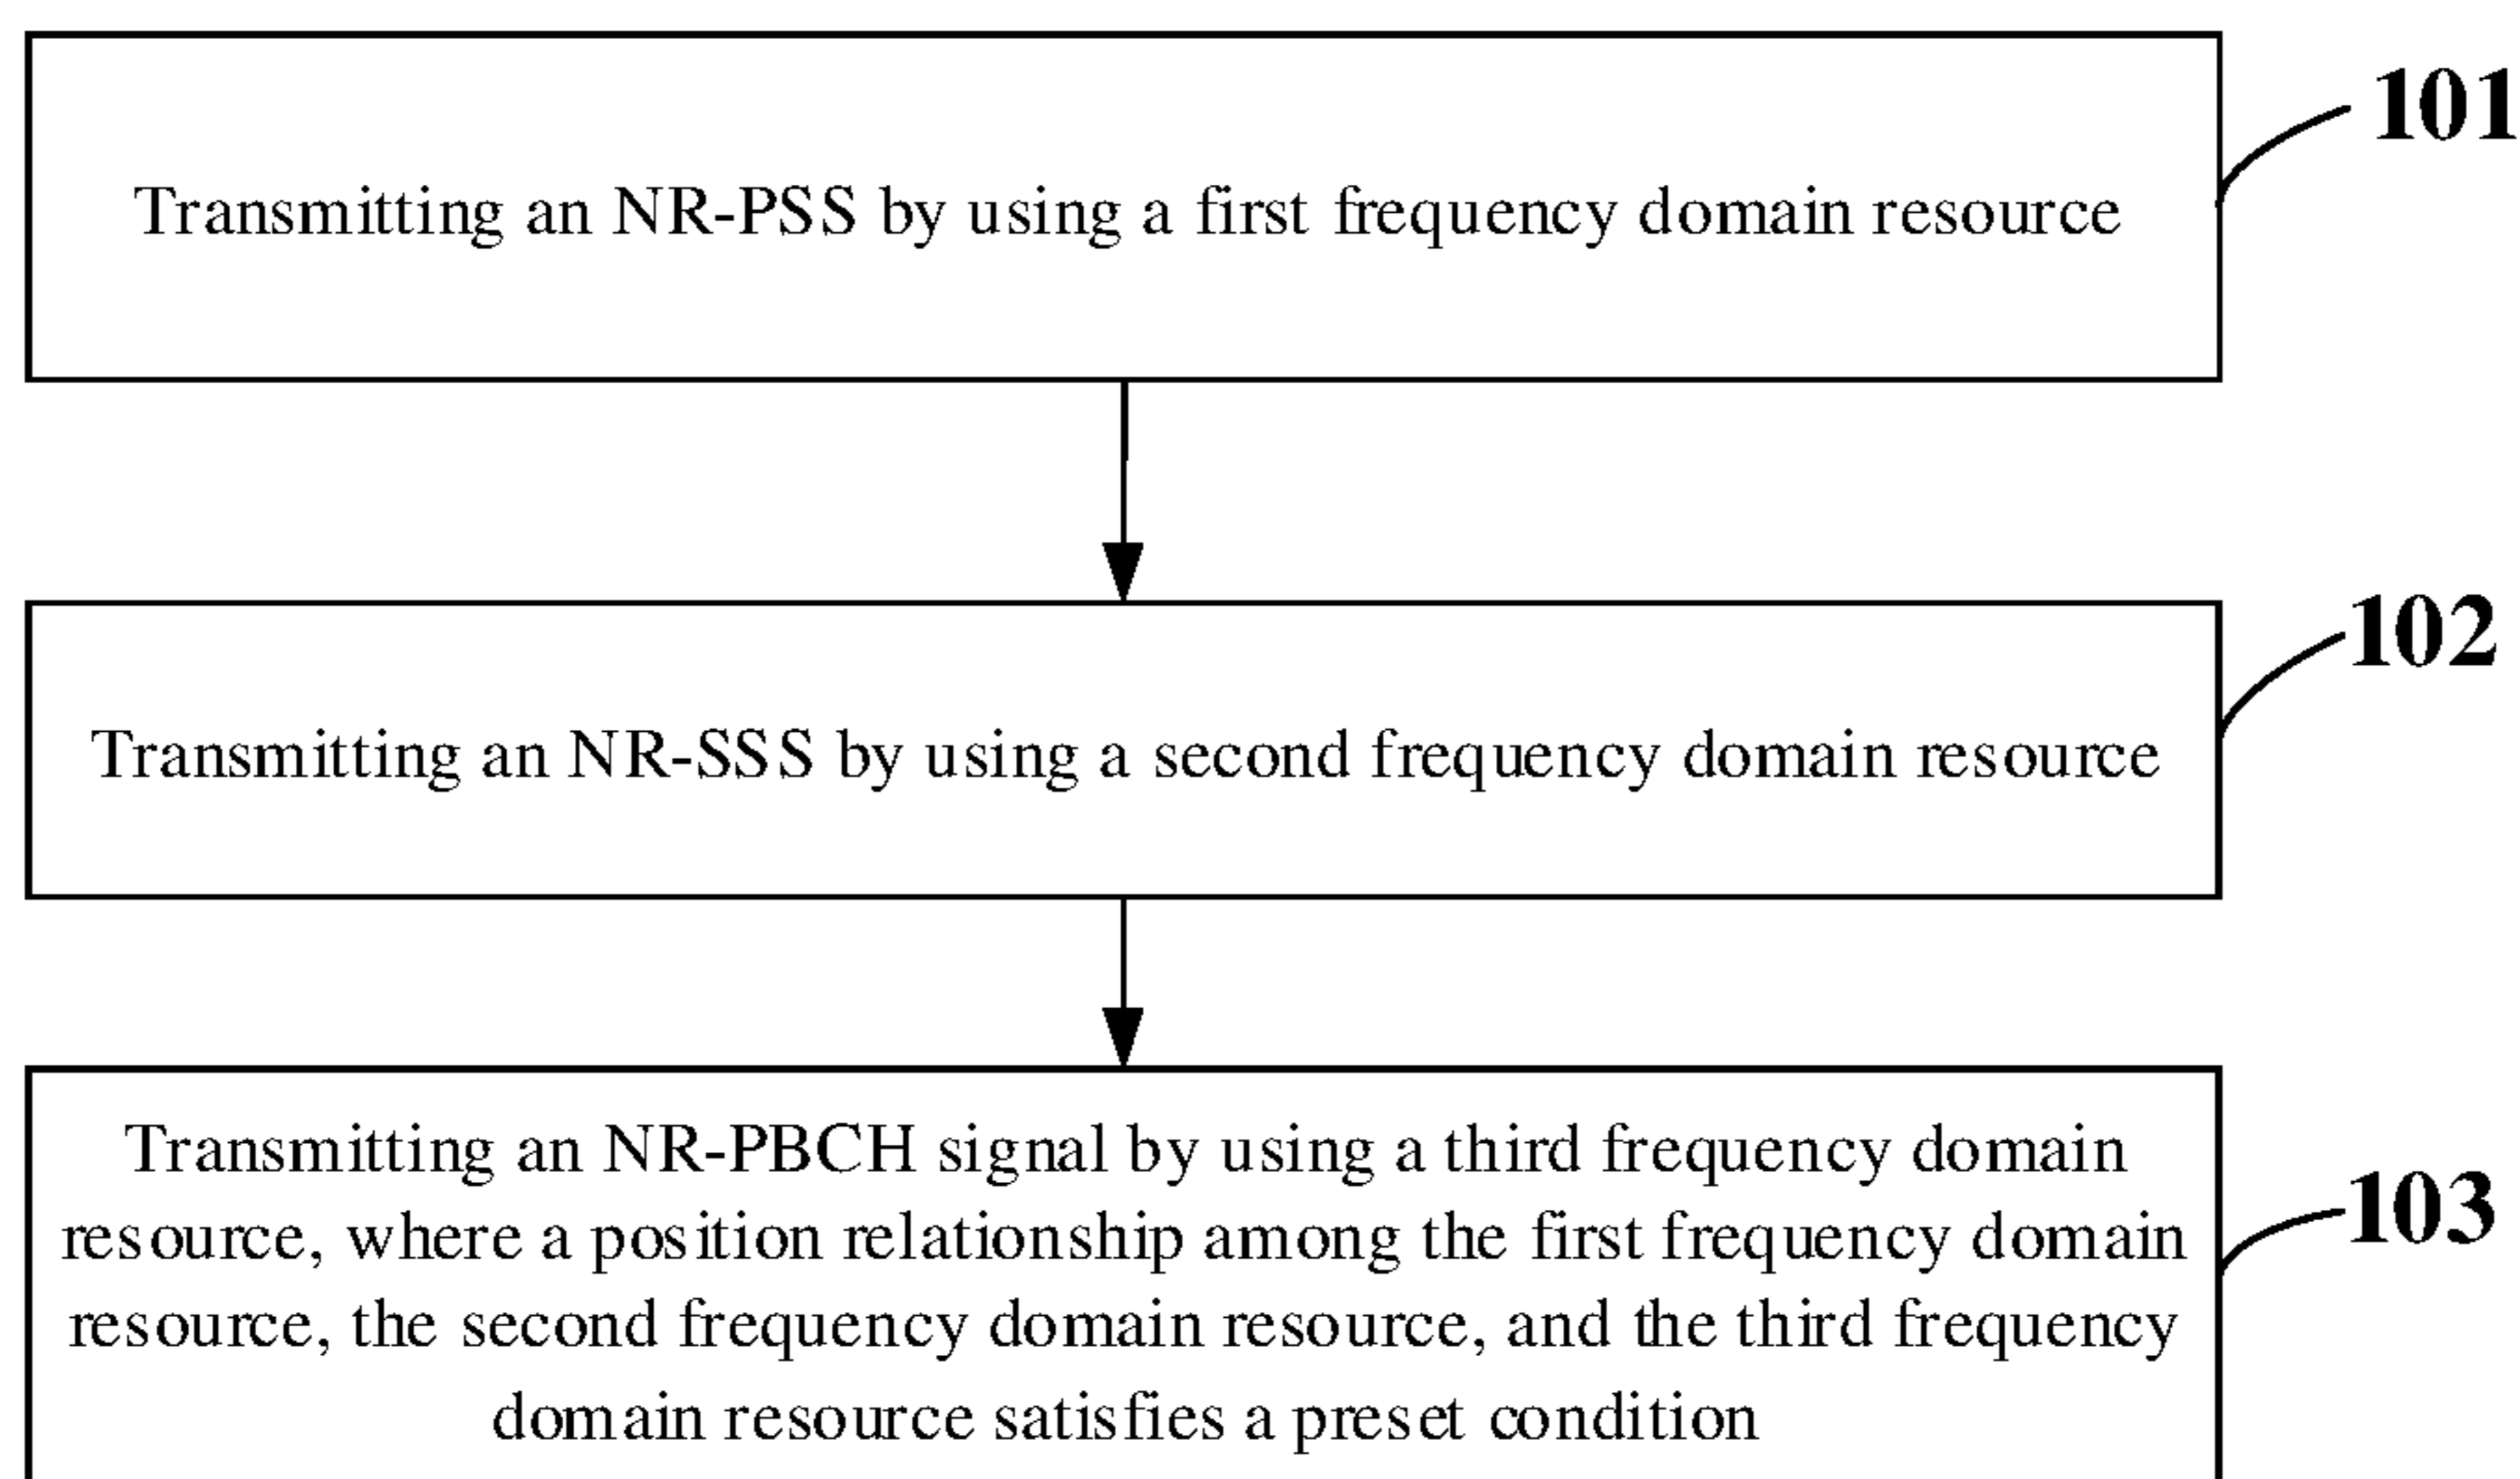 101
Transmitting an NR-PSS by using a first frequency domain resource
102
Transmitting an NR-SSS by using a second frequency domain resource
Transmitting an NR-PBCH signal by using a third frequency domain
103
resource, where a position relationship among the first frequency domain
resource, the second frequency domain resource, and the third frequency
domain resource satisfies a preset condition